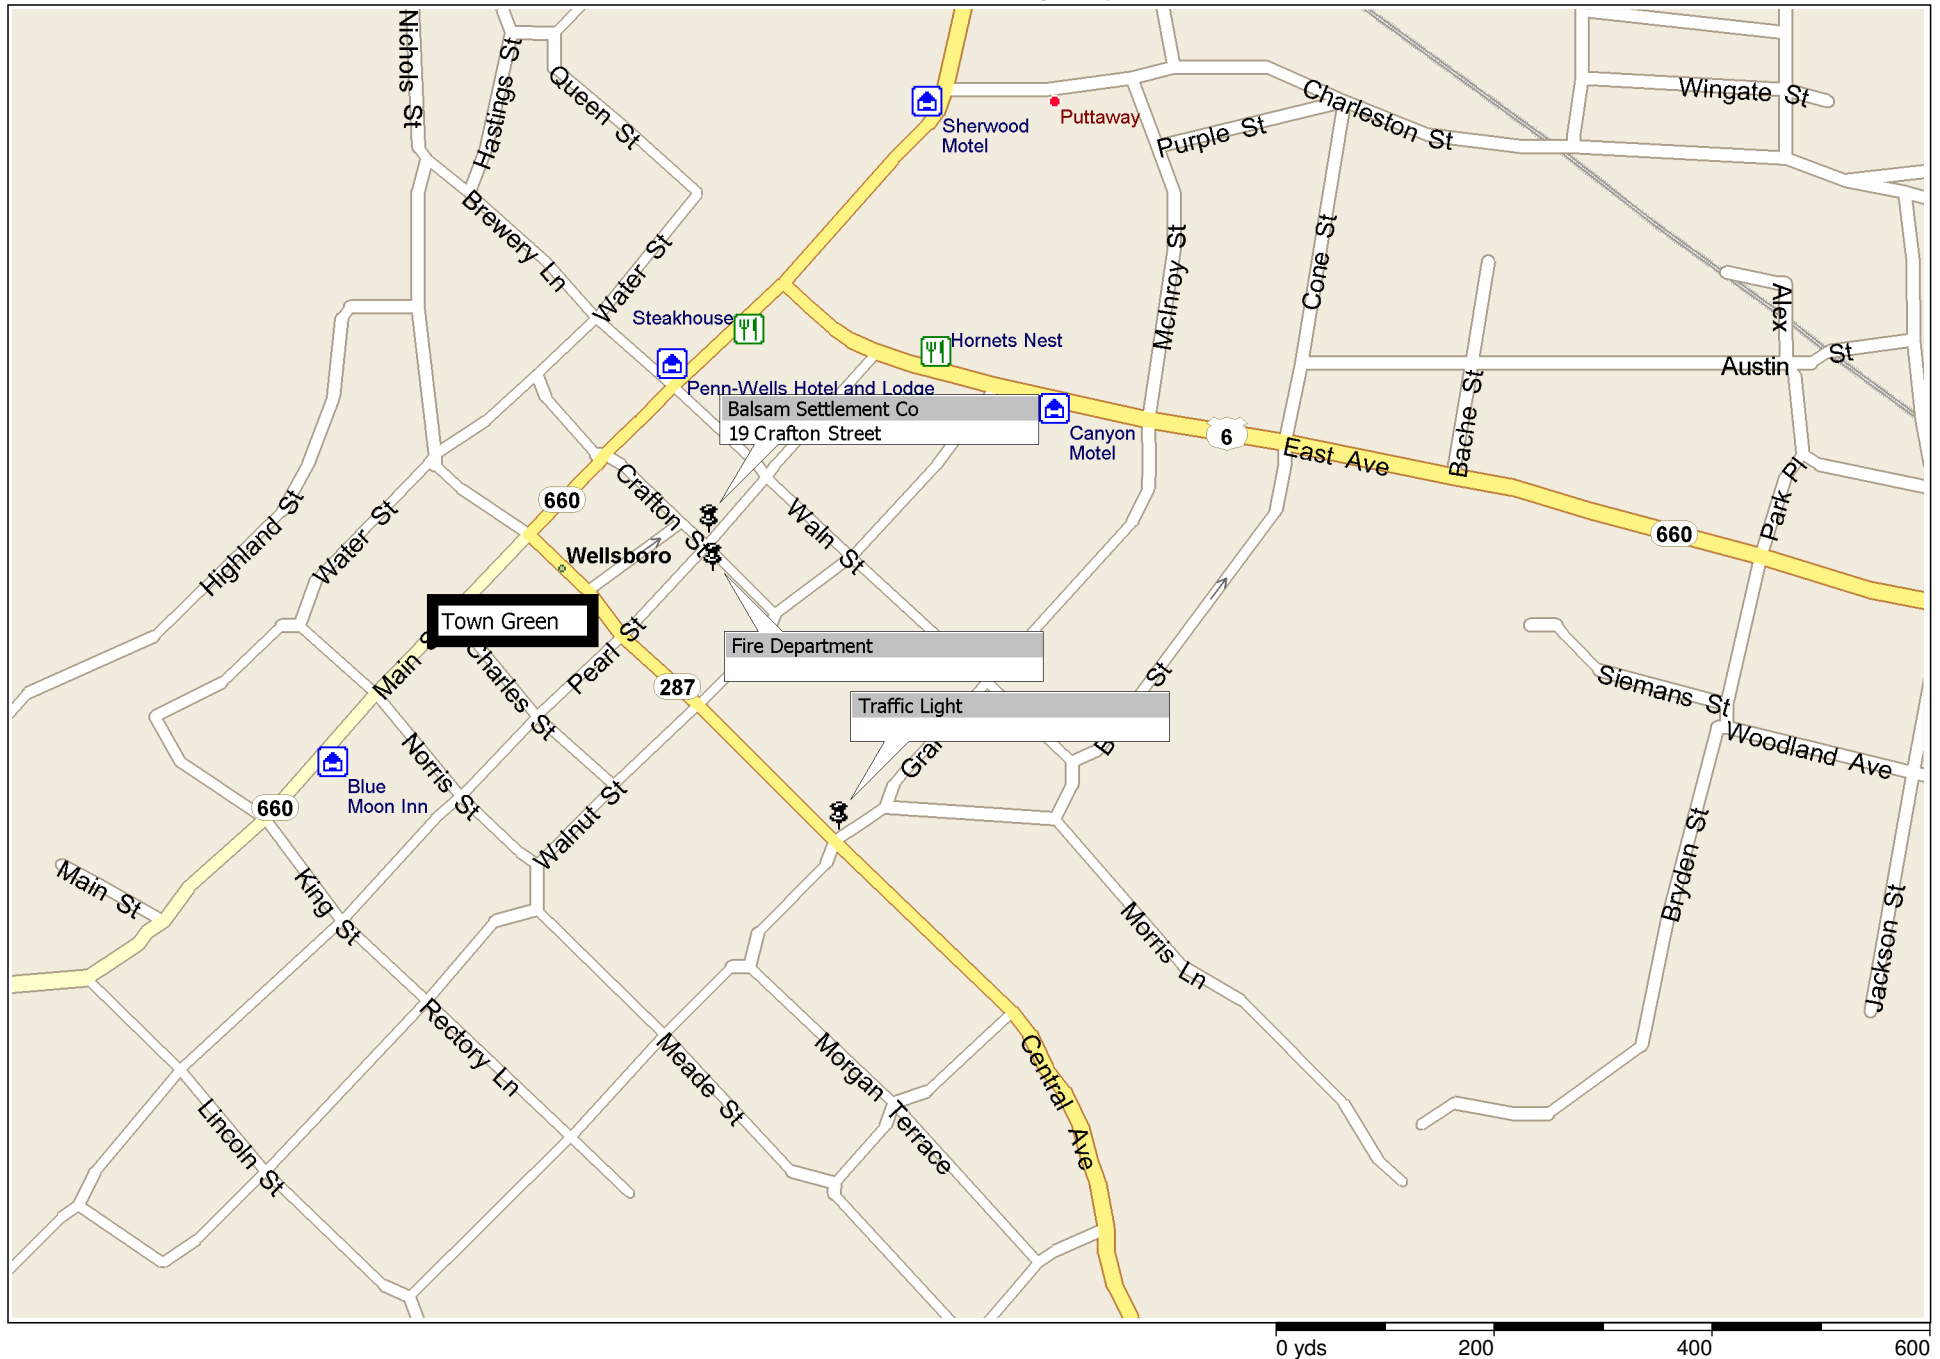 Nichols St
Hastings St
Queen St
Sherwood
Motel
Puttaway
Purple St
Charleston St
Wingate St
Brewery Ln
Water St
McInroy St
Cone St
Alex
Steakhouse
Hornets Nest
Austin St
Penn-Wells Hotel and Lodge
Balsam Settlement Co
19 Crafton Street
Canyon
Motel
6
East Ave
Bache St
Park Pl
Crafton St
660
Waln St
Highland St
Water St
660
Wellsboro
Town Green
Main
Charles St
Pearl St
Fire Department
287
St
Siemans St
Traffic Light
Woodland Ave
Norris St
Blue
Moon Inn
660
Walnut St
Main St
King St
Bryden St
Morris Ln
Jackson St
Rectory Ln
Meade St
Morgan Terrace
Central Ave
Lincoln St
0 yds 200 400 600